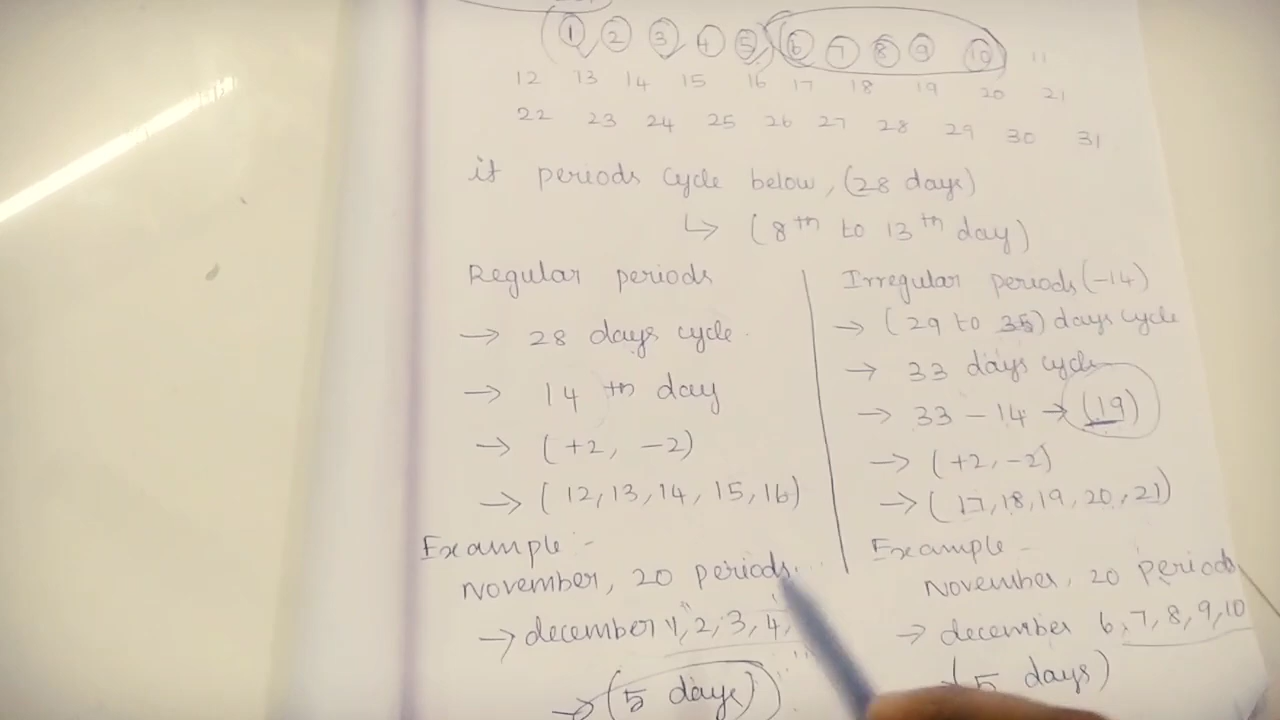 1 2 3 4 5 6 7 8 9 10 11
12 13 14 15 16 17 18 19 20 21
22 23 24 25 26 27 28 29 30 31
if periods cycle below, (28 days)
↳ (8th to 13th day)
Regular periods
→ 28 days cycle
→ 14th day
→ (+2, -2)
→ (12, 13, 14, 15, 16)
Example :-
november, 20 periods...
→ december 1, 2, 3, 4,
→ (5 days)
Irregular periods (-14)
→ (29 to 35) days cycle
→ 33 days cycle
→ 33 - 14 → (19)
→ (+2, -2)
→ (17, 18, 19, 20, 21)
Example -
november, 20 periods
→ december 6, 7, 8, 9, 10
(5 days)